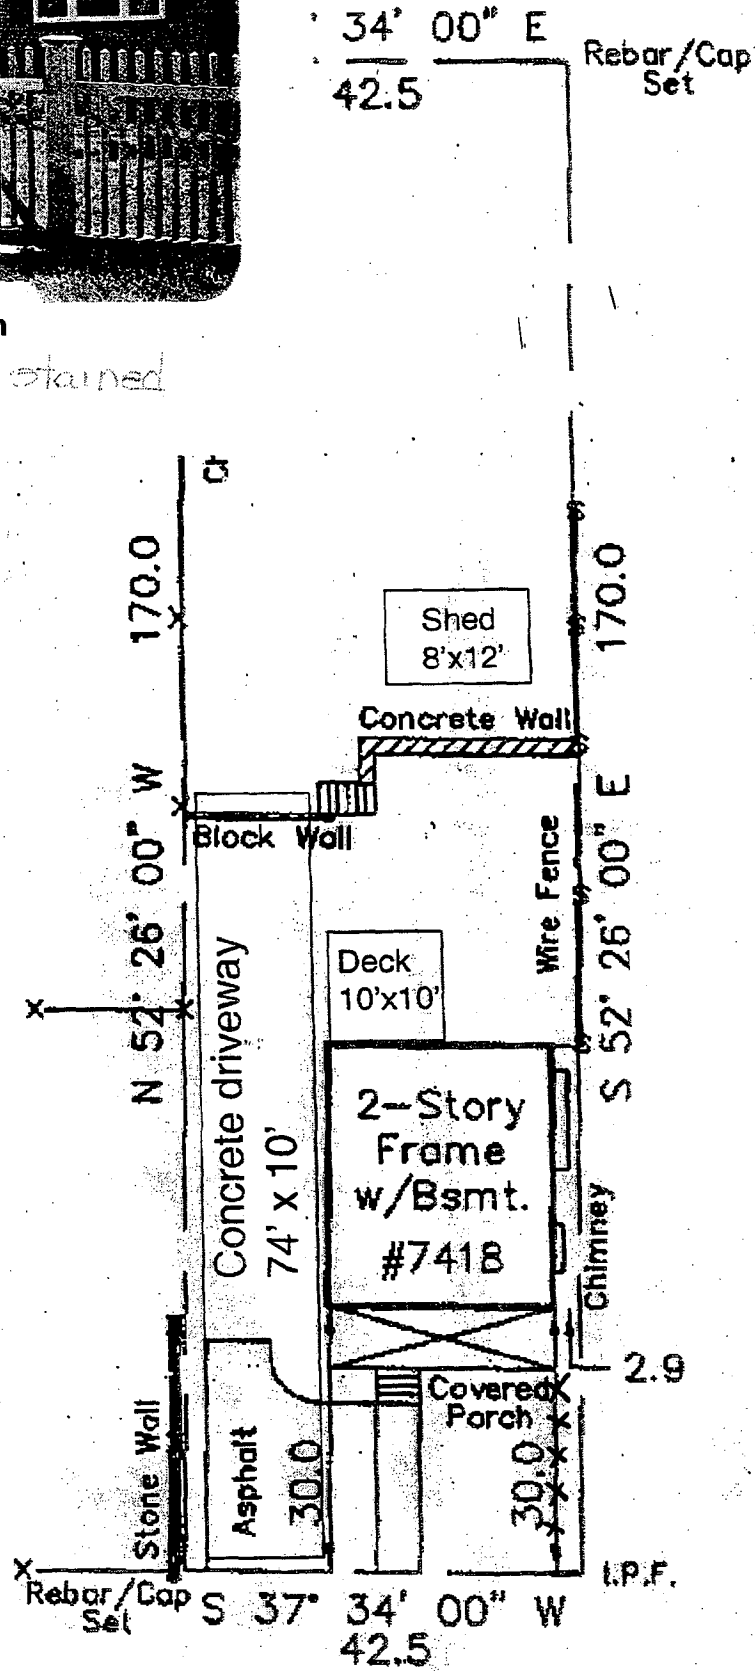 34' 00" E
42.5
Rebar/Cap
Set
n
stained
170.0
N 52° 26' 00" W
170.0
S 52° 26' 00" E
Shed
8'x12'
Concrete Wall
Block Wall
Wire Fence
Deck
10'x10'
Concrete driveway
74' x 10'
2-Story
Frame
w/Bsmt.
#7418
Chimney
2.9
Covered
Porch
Stone Wall
Asphalt
30.0
30.0
I.P.F.
Rebar/Cap
Set
S 37° 34' 00" W
42.5